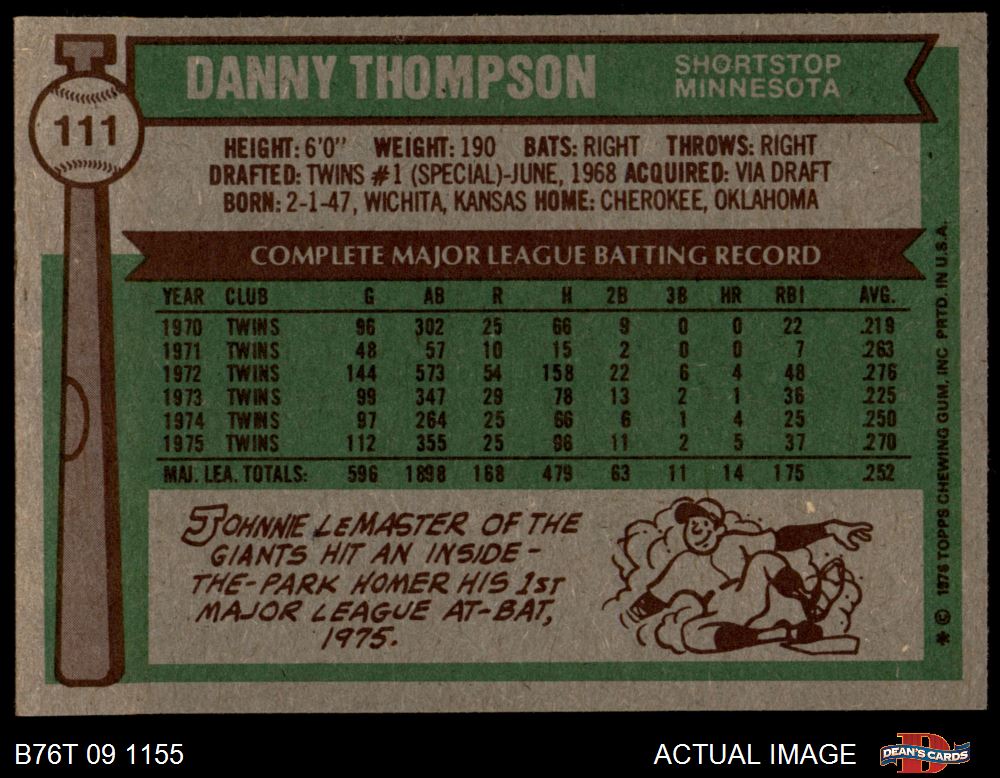 111
DANNY THOMPSON
SHORTSTOP
MINNESOTA
HEIGHT: 6'0" WEIGHT: 190 BATS: RIGHT THROWS: RIGHT
DRAFTED: TWINS #1 (SPECIAL)-JUNE, 1968 ACQUIRED: VIA DRAFT
BORN: 2-1-47, WICHITA, KANSAS HOME: CHEROKEE, OKLAHOMA
COMPLETE MAJOR LEAGUE BATTING RECORD
YEAR CLUB G AB R H 2B 3B HR RBI AVG.
1970 TWINS 96 302 25 66 9 0 0 22 .219
1971 TWINS 48 57 10 15 2 0 0 7 .263
1972 TWINS 144 573 54 158 22 6 4 48 .276
1973 TWINS 99 347 29 78 13 2 1 36 .225
1974 TWINS 97 264 25 66 6 1 4 25 .250
1975 TWINS 112 355 25 96 11 2 5 37 .270
MAJ. LEA. TOTALS: 596 1898 168 479 63 11 14 175 .252
JOHNNIE LEMASTER OF THE
GIANTS HIT AN INSIDE-
THE-PARK HOMER HIS 1ST
MAJOR LEAGUE AT-BAT,
1975.
* © 1976 TOPPS CHEWING GUM, INC PRTD. IN U.S.A.
B76T 09 1155
ACTUAL IMAGE
D
DEAN'S CARDS